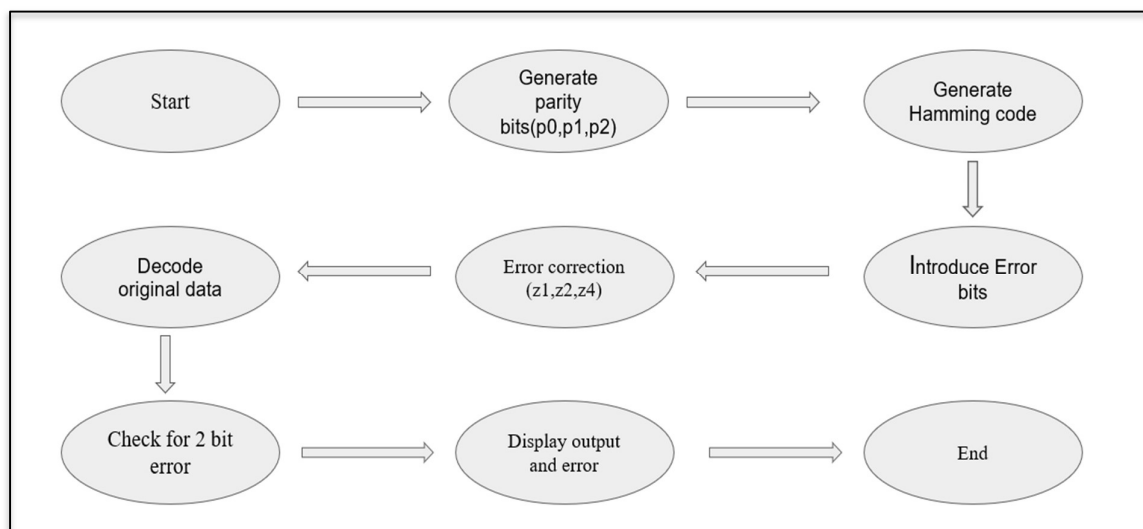 Start
Generate
parity
bits(p0,p1,p2)
Generate
Hamming code
Introduce Error
bits
Error correction
(z1,z2,z4)
Decode
original data
Check for 2 bit
error
Display output
and error
End